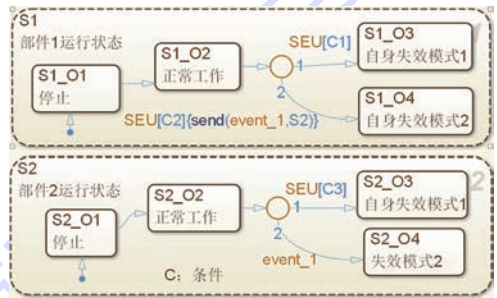 S1
部件1运行状态
S1_O1
停止
S1_O2
正常工作
SEU[C1]
1
2
S1_O3
自身失效模式1
S1_O4
自身失效模式2
SEU[C2]{send(event_1,S2)}
1
S2
部件2运行状态
S2_O1
停止
S2_O2
正常工作
SEU[C3]
1
2
S2_O3
自身失效模式1
S2_O4
失效模式2
event_1
C：条件
2